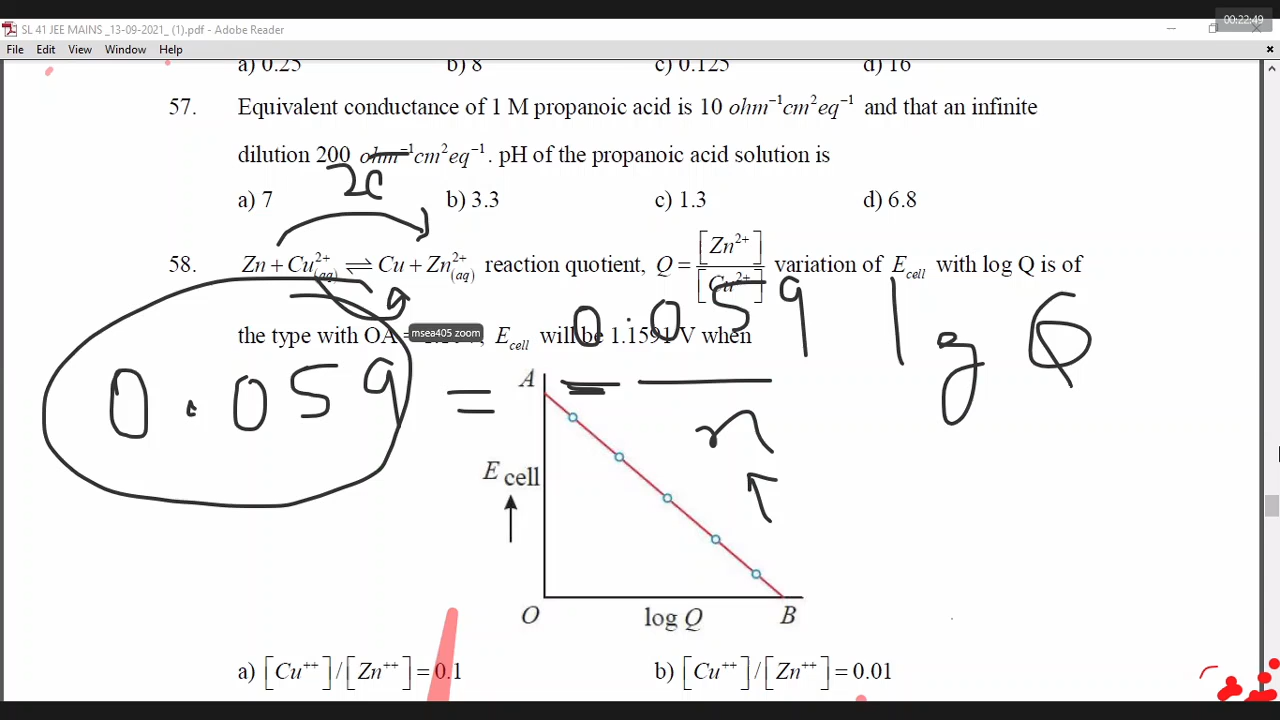 00:22:49
SL 41 JEE MAINS _13-09-2021_ (1).pdf - Adobe Reader
File Edit View Window Help
a) 0.25 b) 8 c) 0.125 d) 16
57. Equivalent conductance of 1 M propanoic acid is 10 ohm⁻¹cm²eq⁻¹ and that an infinite
dilution 200 ohm⁻¹cm²eq⁻¹. pH of the propanoic acid solution is
a) 7 b) 3.3 c) 1.3 d) 6.8
58. Zn + Cu²⁺(aq) ⇌ Cu + Zn²⁺(aq) reaction quotient, Q = [Zn²⁺]/[Cu²⁺] variation of E cell with log Q is of
the type with OA = msea405 zoom V, E cell will be 1.1591 V when
0.059 = - 0.059 / n log Q
A
E cell
O log Q B
a) [Cu⁺⁺]/[Zn⁺⁺] = 0.1 b) [Cu⁺⁺]/[Zn⁺⁺] = 0.01